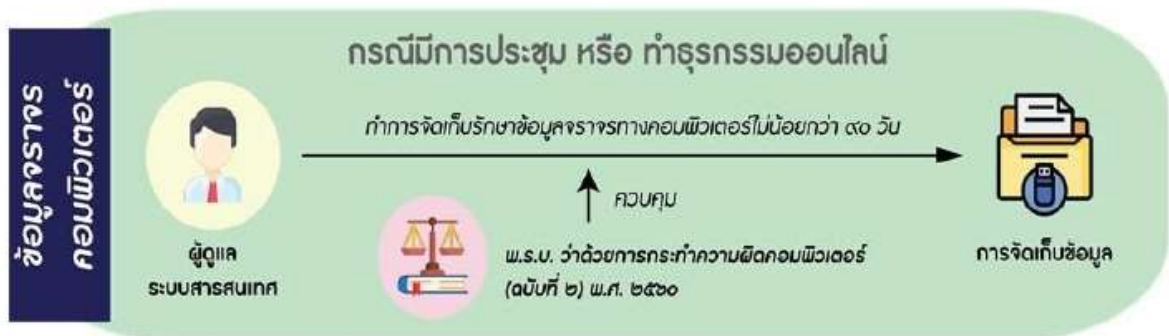 ข้อมูลจราจร
คอมพิวเตอร์
กรณีมีการประชุม หรือ ทำธุรกรรมออนไลน์
ทำการจัดเก็บรักษาข้อมูลจราจรทางคอมพิวเตอร์ไม่น้อยกว่า ๙๐ วัน
ควบคุม
ผู้ดูแล
ระบบสารสนเทศ
พ.ร.บ. ว่าด้วยการกระทำความผิดคอมพิวเตอร์
(ฉบับที่ ๒) พ.ศ. ๒๕๖๐
การจัดเก็บข้อมูล